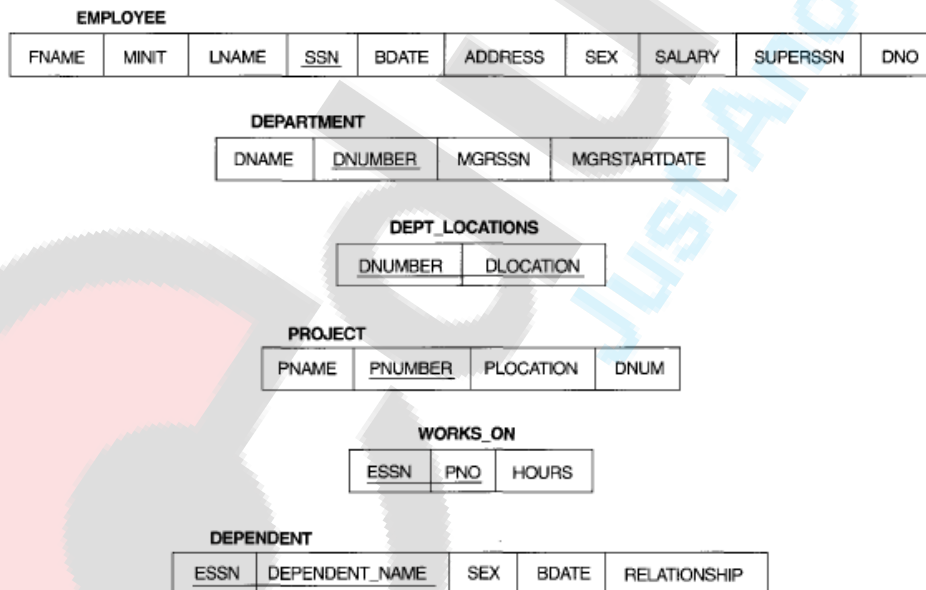 EMPLOYEE
FNAME MINIT LNAME SSN BDATE ADDRESS SEX SALARY SUPERSSN DNO
DEPARTMENT
DNAME DNUMBER MGRSSN MGRSTARTDATE
DEPT_LOCATIONS
DNUMBER DLOCATION
PROJECT
PNAME PNUMBER PLOCATION DNUM
WORKS_ON
ESSN PNO HOURS
DEPENDENT
ESSN DEPENDENT_NAME SEX BDATE RELATIONSHIP
Just